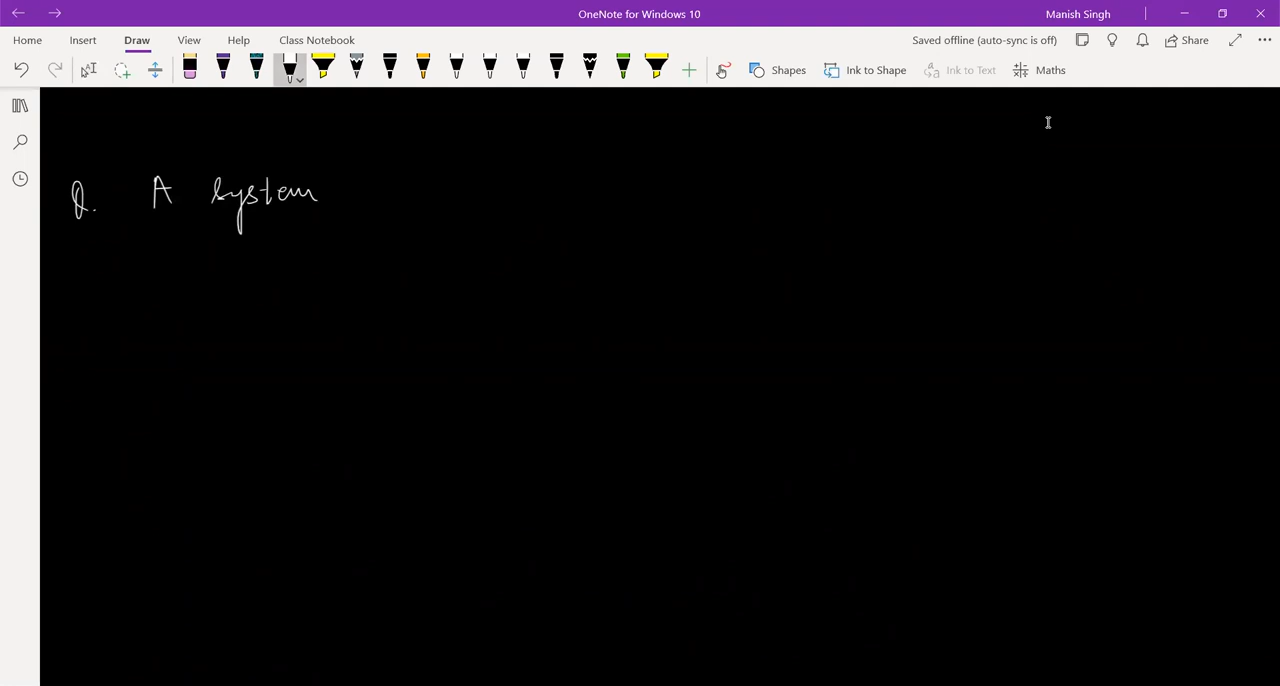 OneNote for Windows 10
Manish Singh
Home Insert Draw View Help Class Notebook
Saved offline (auto-sync is off)
Share
Shapes
Ink to Shape
Ink to Text
Maths
Q. A system